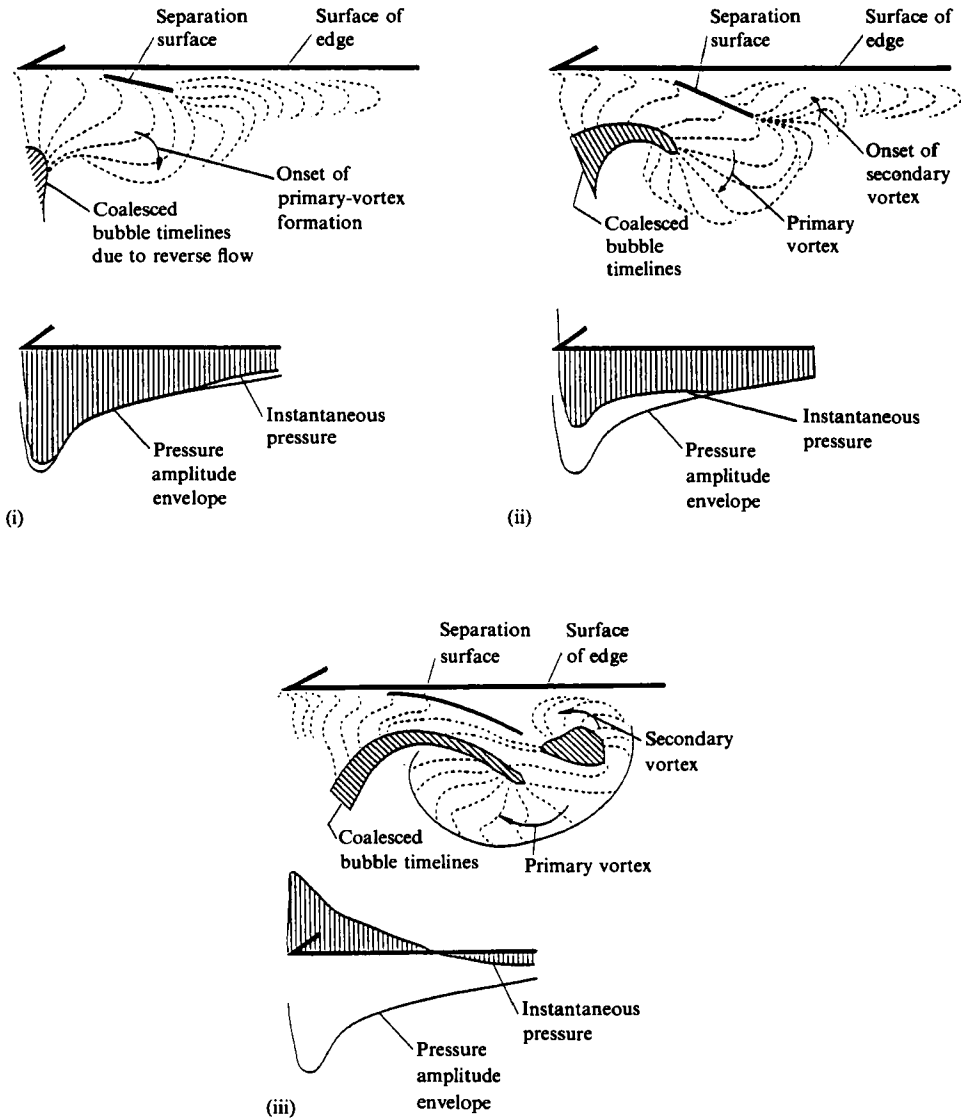 Separation
surface
Surface of
edge
Onset of
primary-vortex
formation
Coalesced
bubble timelines
due to reverse flow
Instantaneous
pressure
Pressure
amplitude
envelope
(i)
Separation
surface
Surface of
edge
Onset of
secondary
vortex
Primary
vortex
Coalesced
bubble
timelines
Instantaneous
pressure
Pressure
amplitude
envelope
(ii)
Separation
surface
Surface
of edge
Secondary
vortex
Coalesced
bubble timelines
Primary vortex
Instantaneous
pressure
Pressure
amplitude
envelope
(iii)